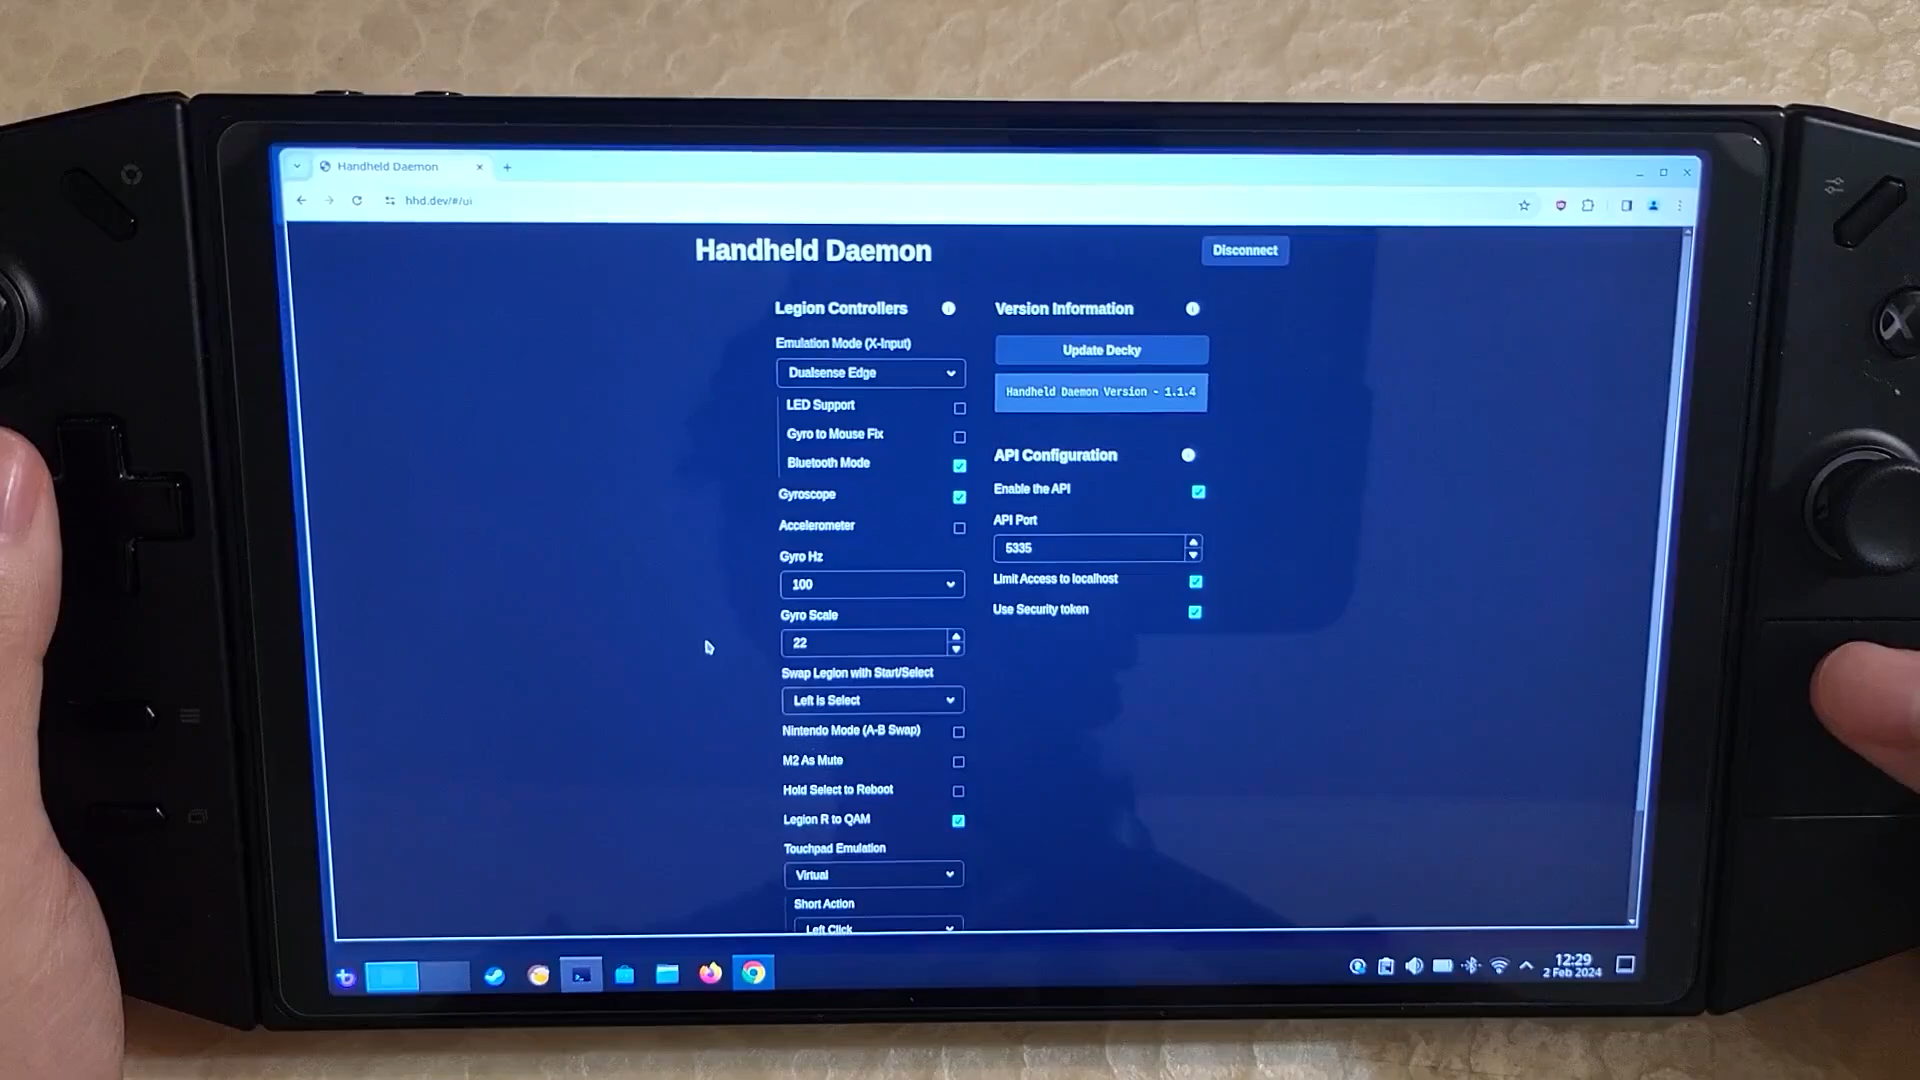 Handheld Daemon
hhd.dev/#/ui
Handheld Daemon
Disconnect
Legion Controllers
Emulation Mode (X-Input)
Dualsense Edge
LED Support
Gyro to Mouse Fix
Bluetooth Mode
Gyroscope
Accelerometer
Gyro Hz
100
Gyro Scale
22
Swap Legion with Start/Select
Left is Select
Nintendo Mode (A-B Swap)
M2 As Mute
Hold Select to Reboot
Legion R to QAM
Touchpad Emulation
Virtual
Short Action
Left Click
Version Information
Update Decky
Handheld Daemon Version - 1.1.4
API Configuration
Enable the API
API Port
5335
Limit Access to localhost
Use Security token
12:29
2 Feb 2024
X